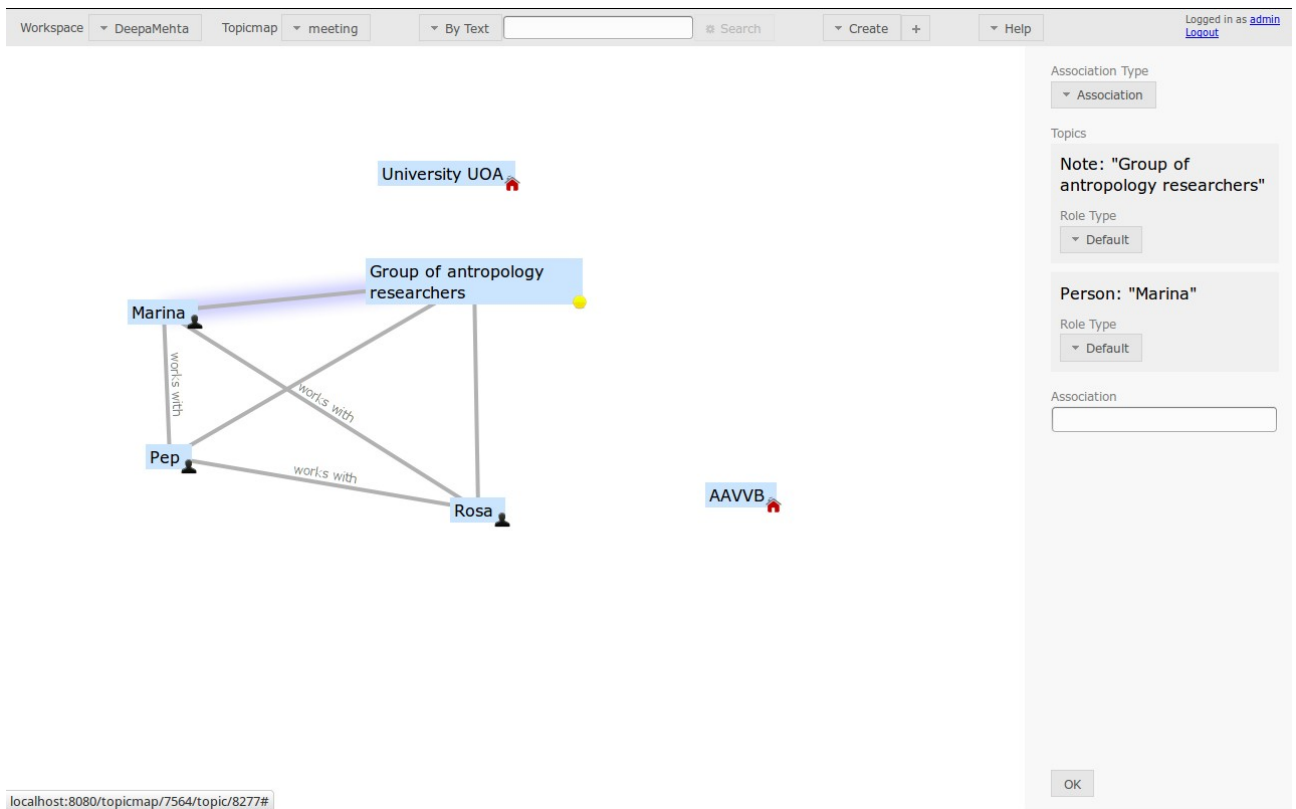 Workspace DeepaMehta Topicmap meeting By Text Search Create + Help Logged in as admin
Logout
Association Type
Association
Topics
Note: "Group of
antropology researchers"
Role Type
Default
Person: "Marina"
Role Type
Default
Association
University UOA
Group of antropology
researchers
Marina
works with
works with
Pep
works with
Rosa
AAVVB
OK
localhost:8080/topicmap/7564/topic/8277#